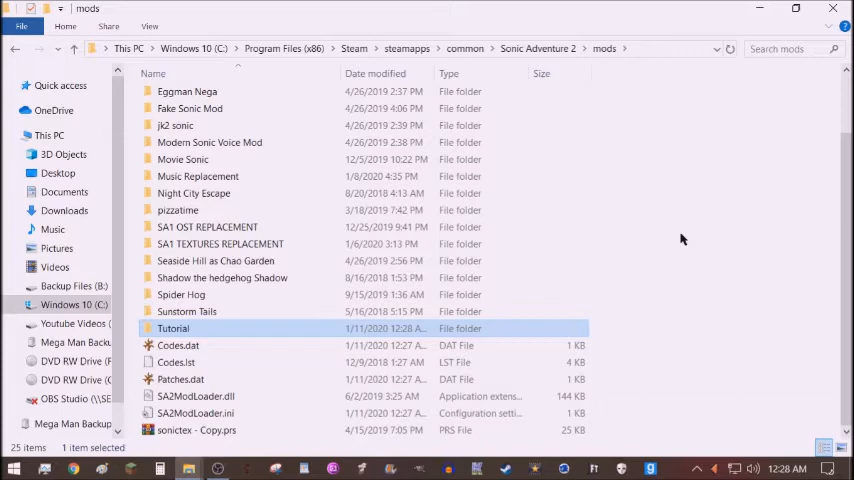 mods
File Home Share View
This PC Windows 10 (C:) Program Files (x86) Steam steamapps common Sonic Adventure 2 mods Search mods
Name Date modified Type Size
Quick access
OneDrive
This PC
3D Objects
Desktop
Documents
Downloads
Music
Pictures
Videos
Backup Files (B:)
Windows 10 (C:)
Youtube Videos (
Mega Man Backu
DVD RW Drive (F
DVD RW Drive (
OBS Studio (\\SE
Mega Man Backup
Eggman Nega 4/26/2019 2:37 PM File folder
Fake Sonic Mod 4/26/2019 4:06 PM File folder
jk2 sonic 4/26/2019 2:39 PM File folder
Modern Sonic Voice Mod 4/26/2019 2:38 PM File folder
Movie Sonic 12/5/2019 10:22 PM File folder
Music Replacement 1/8/2020 4:35 PM File folder
Night City Escape 8/20/2018 4:13 AM File folder
pizzatime 3/18/2019 7:42 PM File folder
SA1 OST REPLACEMENT 12/25/2019 9:41 PM File folder
SA1 TEXTURES REPLACEMENT 1/6/2020 3:13 PM File folder
Seaside Hill as Chao Garden 4/26/2019 2:56 PM File folder
Shadow the hedgehog Shadow 8/16/2018 1:53 PM File folder
Spider Hog 9/15/2019 1:36 AM File folder
Sunstorm Tails 5/16/2018 5:15 PM File folder
Tutorial 1/11/2020 12:28 A... File folder
Codes.dat 1/11/2020 12:27 A... DAT File 1 KB
Codes.lst 12/9/2018 1:27 AM LST File 4 KB
Patches.dat 1/11/2020 12:27 A... DAT File 1 KB
SA2ModLoader.dll 6/2/2019 3:25 AM Application extens... 144 KB
SA2ModLoader.ini 1/11/2020 12:27 A... Configuration setti... 1 KB
sonictex - Copy.prs 4/15/2019 7:05 PM PRS File 25 KB
25 items 1 item selected
12:28 AM